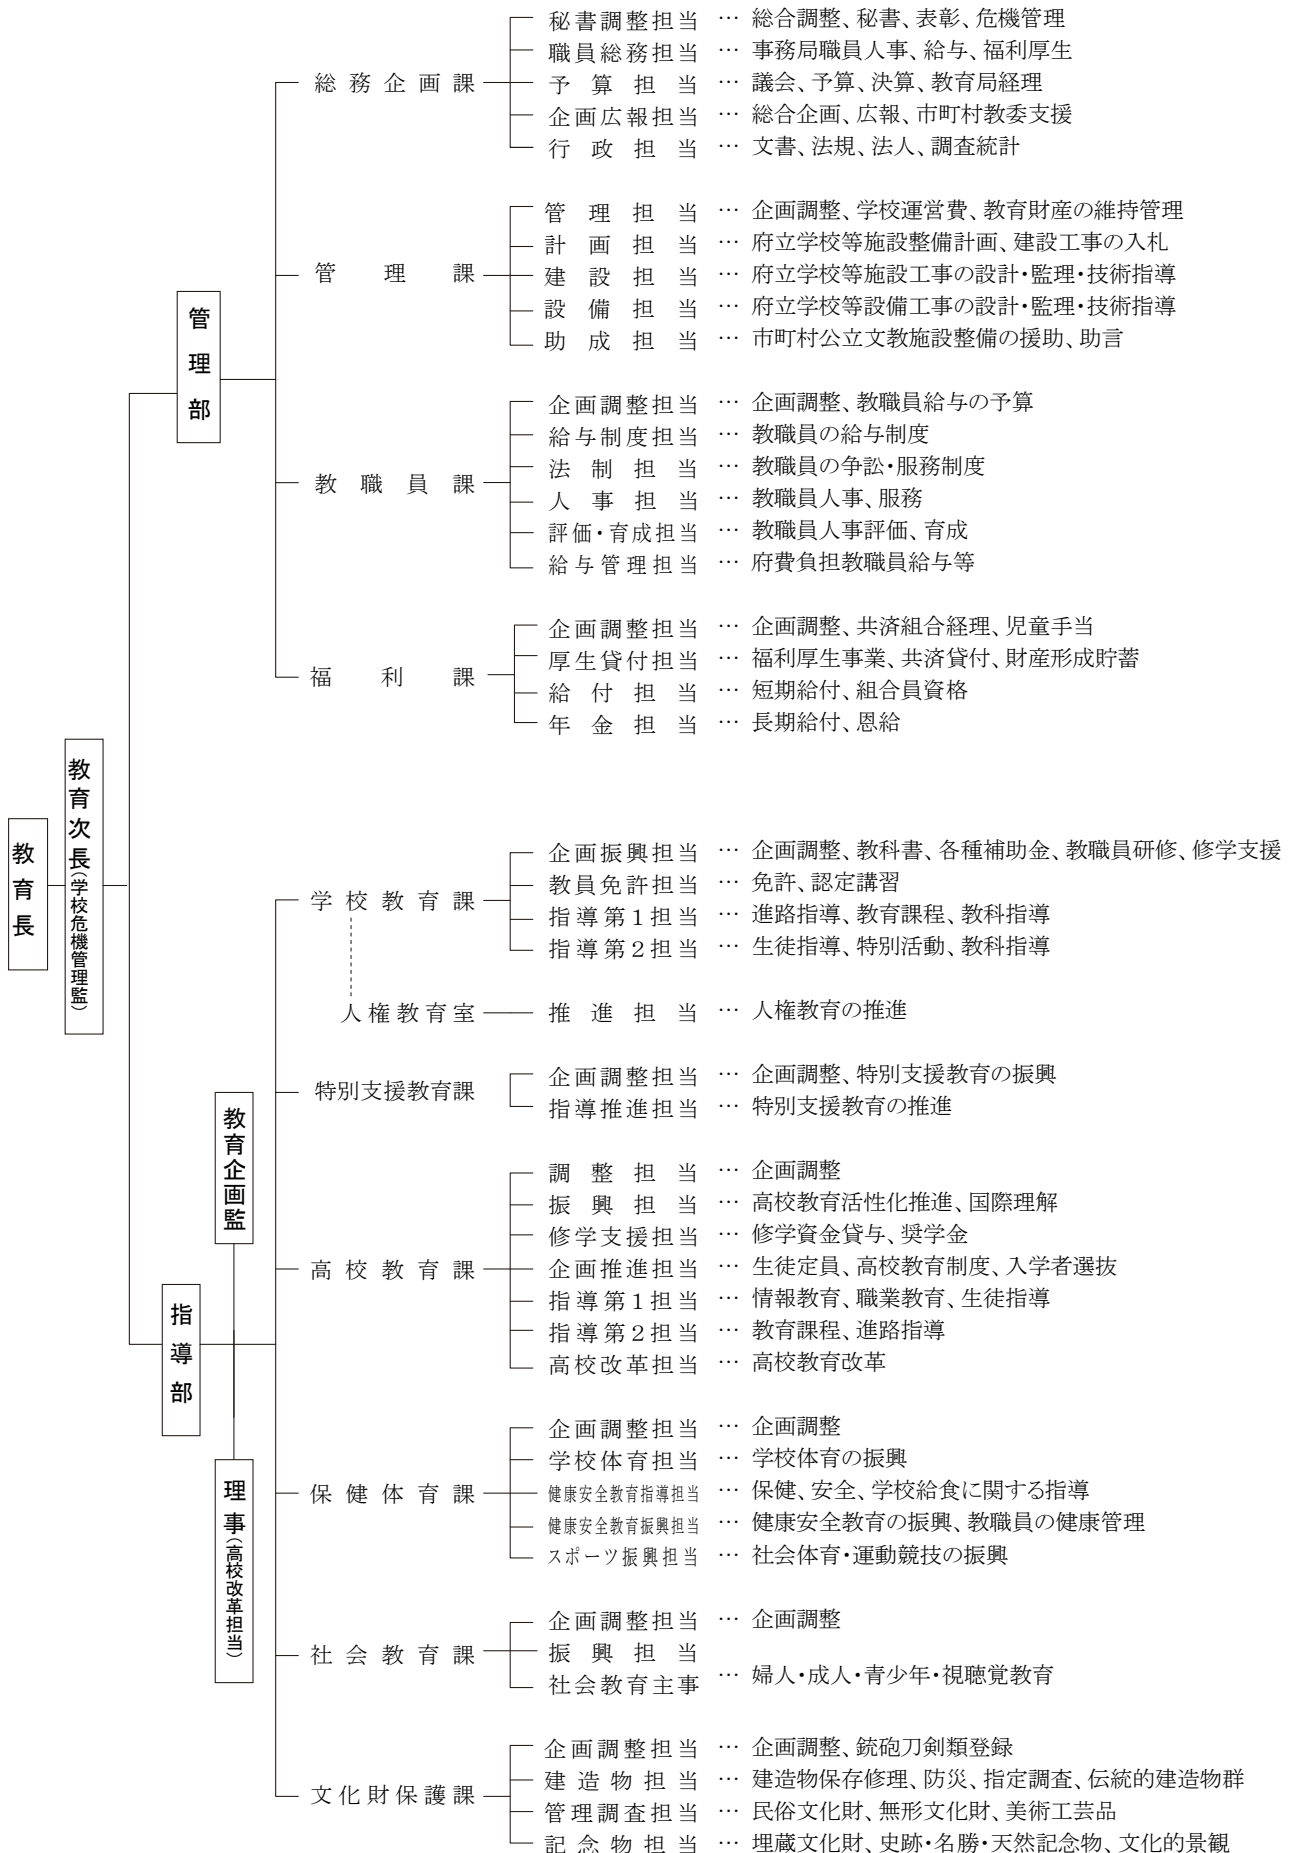 教育長
教育次長（学校危機管理監）
管理部
総務企画課
秘書調整担当 … 総合調整、秘書、表彰、危機管理
職員総務担当 … 事務局職員人事、給与、福利厚生
予算担当 … 議会、予算、決算、教育局経理
企画広報担当 … 総合企画、広報、市町村教委支援
行政担当 … 文書、法規、法人、調査統計
管理課
管理担当 … 企画調整、学校運営費、教育財産の維持管理
計画担当 … 府立学校等施設整備計画、建設工事の入札
建設担当 … 府立学校等施設工事の設計・監理・技術指導
設備担当 … 府立学校等設備工事の設計・監理・技術指導
助成担当 … 市町村公立文教施設整備の援助、助言
教職員課
企画調整担当 … 企画調整、教職員給与の予算
給与制度担当 … 教職員の給与制度
法制担当 … 教職員の争訟・服務制度
人事担当 … 教職員人事、服務
評価・育成担当 … 教職員人事評価、育成
給与管理担当 … 府費負担教職員給与等
福利課
企画調整担当 … 企画調整、共済組合経理、児童手当
厚生貸付担当 … 福利厚生事業、共済貸付、財産形成貯蓄
給付担当 … 短期給付、組合員資格
年金担当 … 長期給付、恩給
指導部
教育企画監
理事（高校改革担当）
学校教育課
企画振興担当 … 企画調整、教科書、各種補助金、教職員研修、修学支援
教員免許担当 … 免許、認定講習
指導第１担当 … 進路指導、教育課程、教科指導
指導第２担当 … 生徒指導、特別活動、教科指導
人権教育室
推進担当 … 人権教育の推進
特別支援教育課
企画調整担当 … 企画調整、特別支援教育の振興
指導推進担当 … 特別支援教育の推進
高校教育課
調整担当 … 企画調整
振興担当 … 高校教育活性化推進、国際理解
修学支援担当 … 修学資金貸与、奨学金
企画推進担当 … 生徒定員、高校教育制度、入学者選抜
指導第１担当 … 情報教育、職業教育、生徒指導
指導第２担当 … 教育課程、進路指導
高校改革担当 … 高校教育改革
保健体育課
企画調整担当 … 企画調整
学校体育担当 … 学校体育の振興
健康安全教育指導担当 … 保健、安全、学校給食に関する指導
健康安全教育振興担当 … 健康安全教育の振興、教職員の健康管理
スポーツ振興担当 … 社会体育・運動競技の振興
社会教育課
企画調整担当 … 企画調整
振興担当
社会教育主事 … 婦人・成人・青少年・視聴覚教育
文化財保護課
企画調整担当 … 企画調整、銃砲刀剣類登録
建造物担当 … 建造物保存修理、防災、指定調査、伝統的建造物群
管理調査担当 … 民俗文化財、無形文化財、美術工芸品
記念物担当 … 埋蔵文化財、史跡・名勝・天然記念物、文化的景観